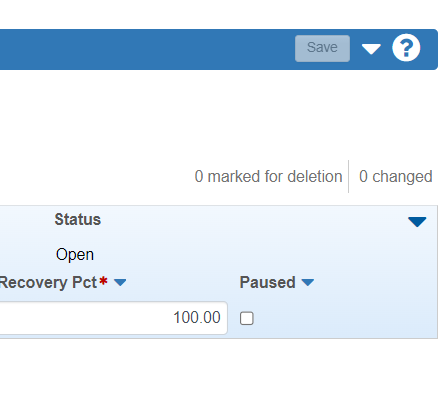 Save ?
0 marked for deletion 0 changed
Status
Open
Recovery Pct* Paused
100.00